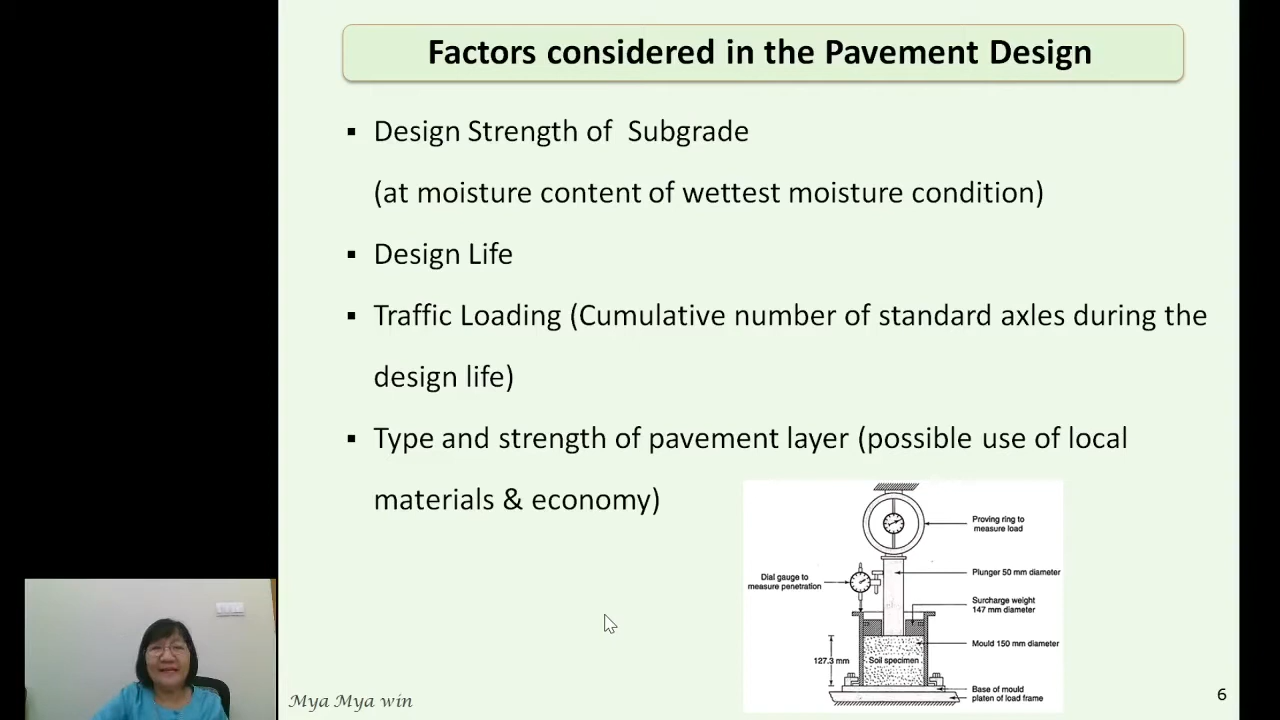 Factors considered in the Pavement Design
▪ Design Strength of Subgrade
(at moisture content of wettest moisture condition)
▪ Design Life
▪ Traffic Loading (Cumulative number of standard axles during the
design life)
▪ Type and strength of pavement layer (possible use of local
materials & economy)
Proving ring to
measure load
Dial gauge to
measure penetration
Plunger 50 mm diameter
Surcharge weight
147 mm diameter
Mould 150 mm diameter
127.3 mm
Soil specimen
Base of mould
platen of load frame
Mya Mya win
6